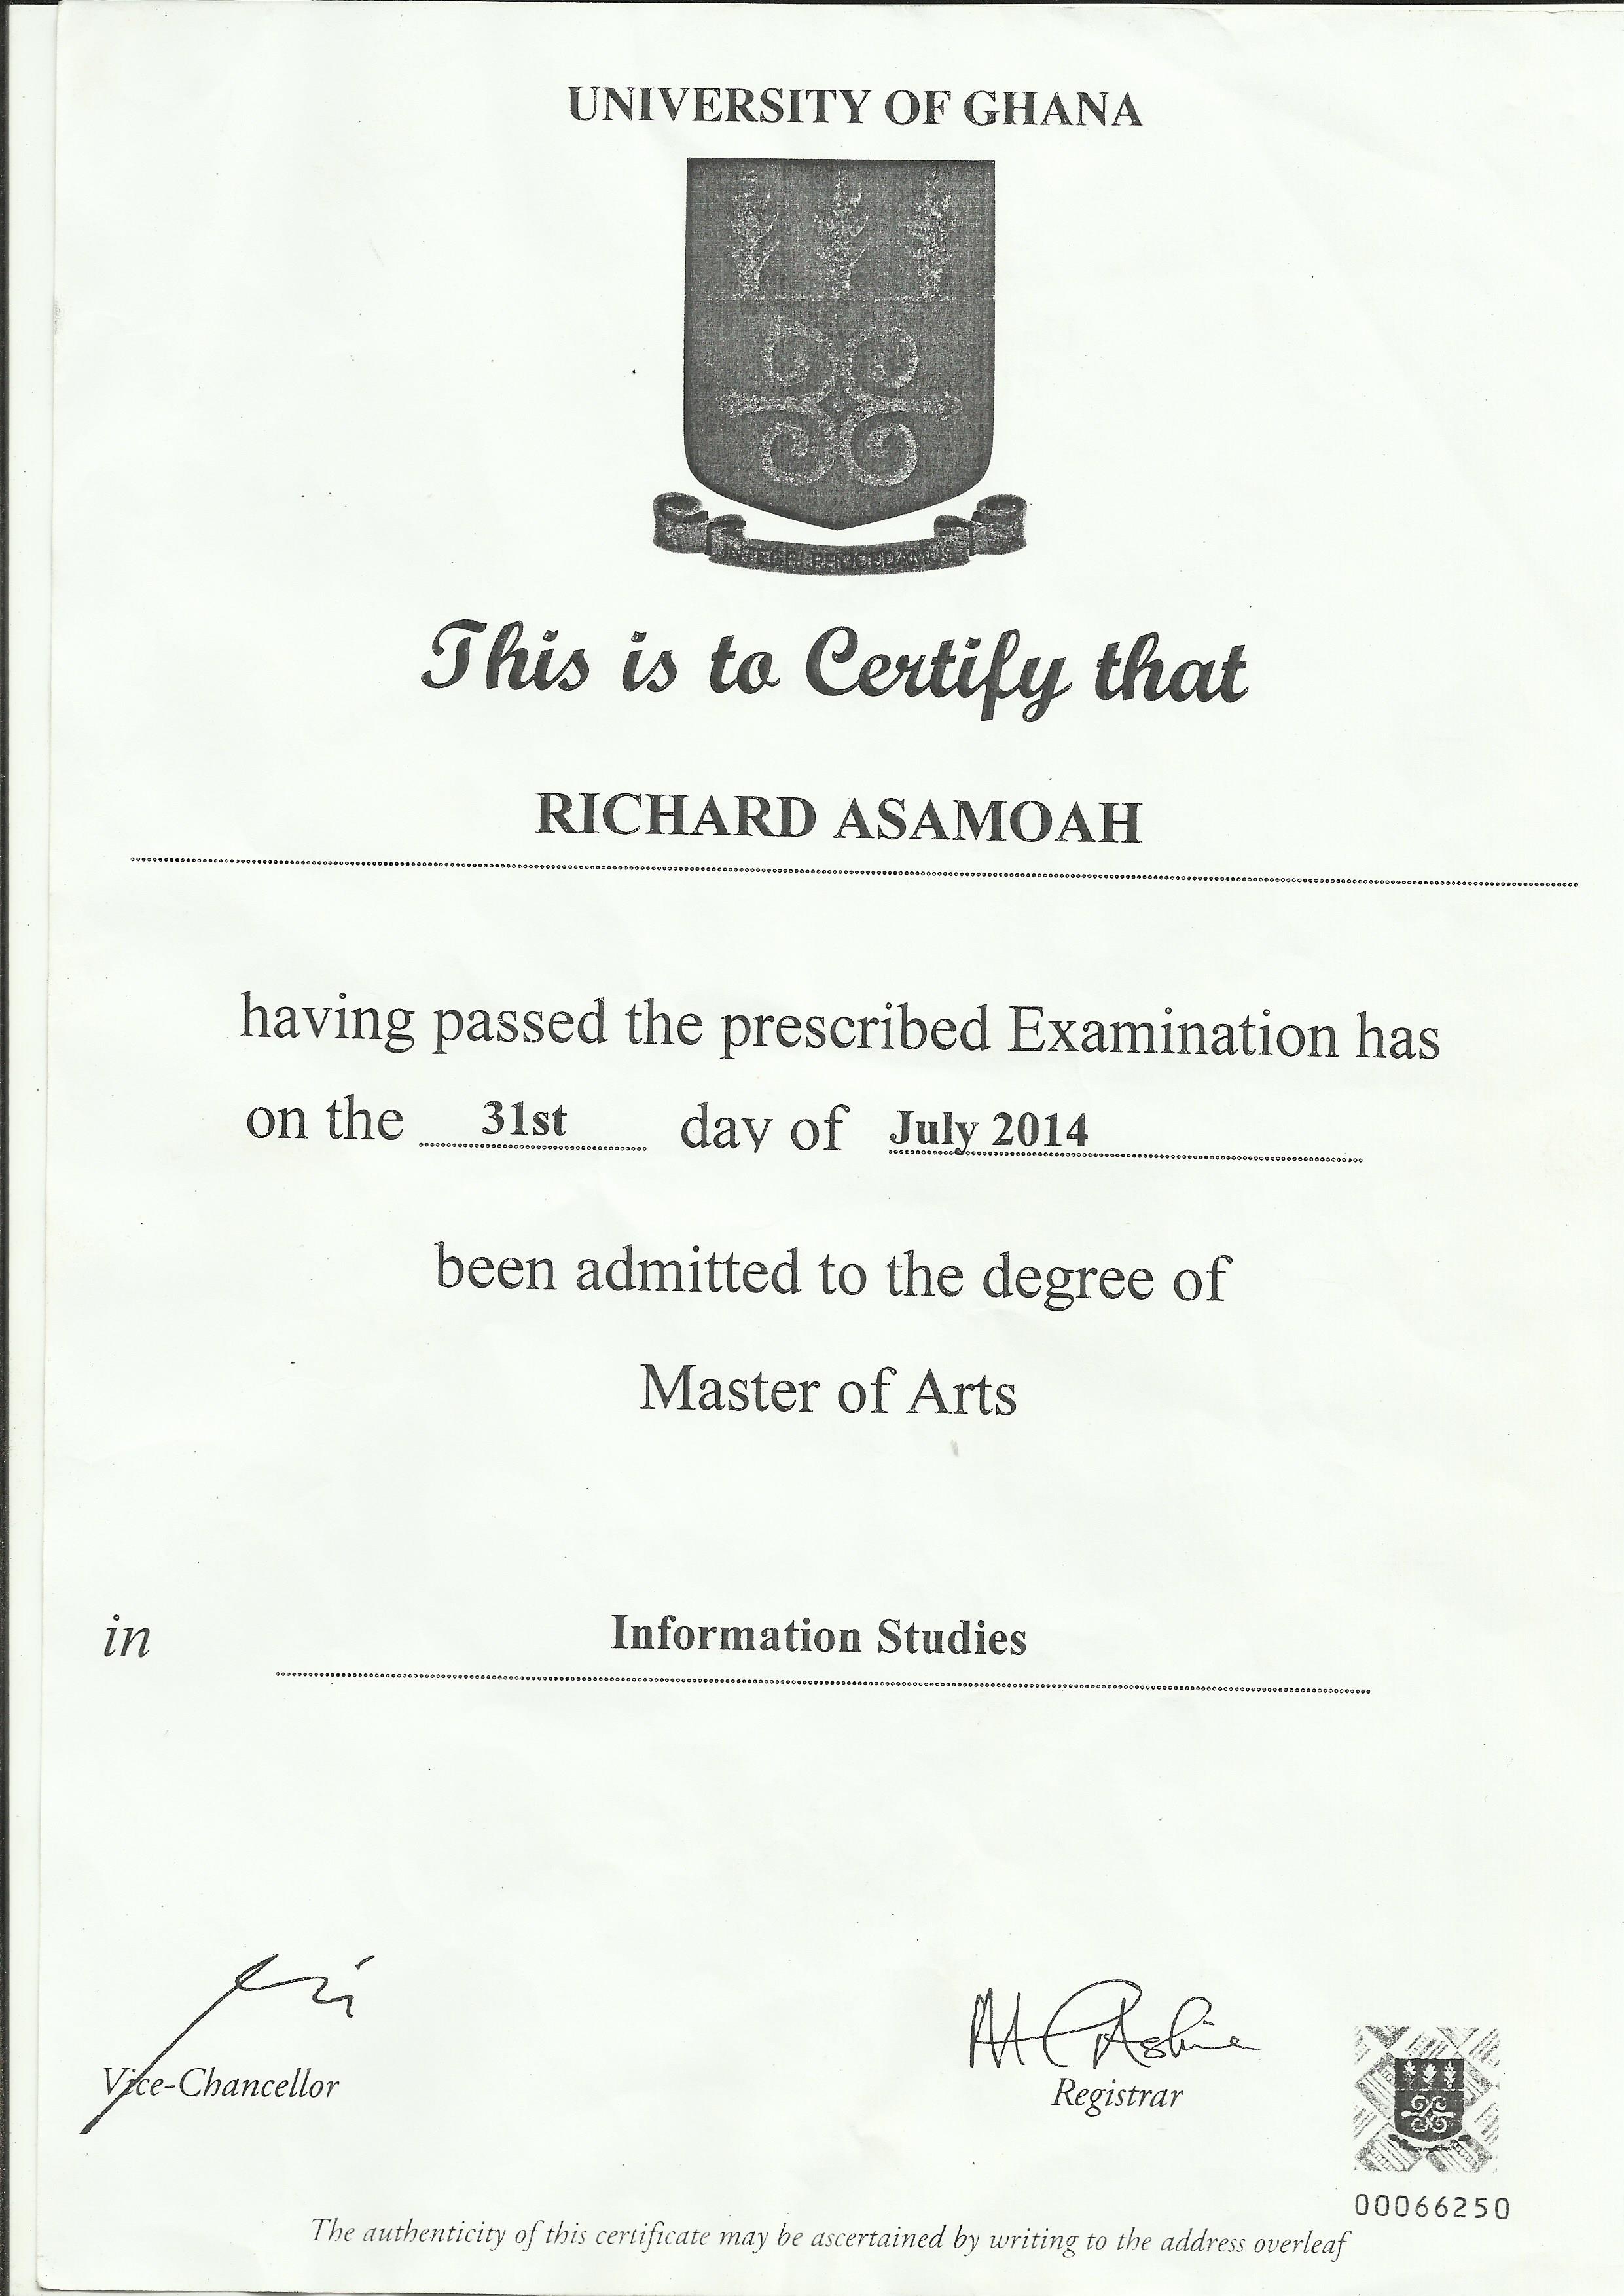 UNIVERSITY OF GHANA
INTEGRI PROCEDAMUS
This is to Certify that
RICHARD ASAMOAH
having passed the prescribed Examination has
on the 31st day of July 2014
been admitted to the degree of
Master of Arts
in Information Studies
Vice-Chancellor
Registrar
00066250
The authenticity of this certificate may be ascertained by writing to the address overleaf